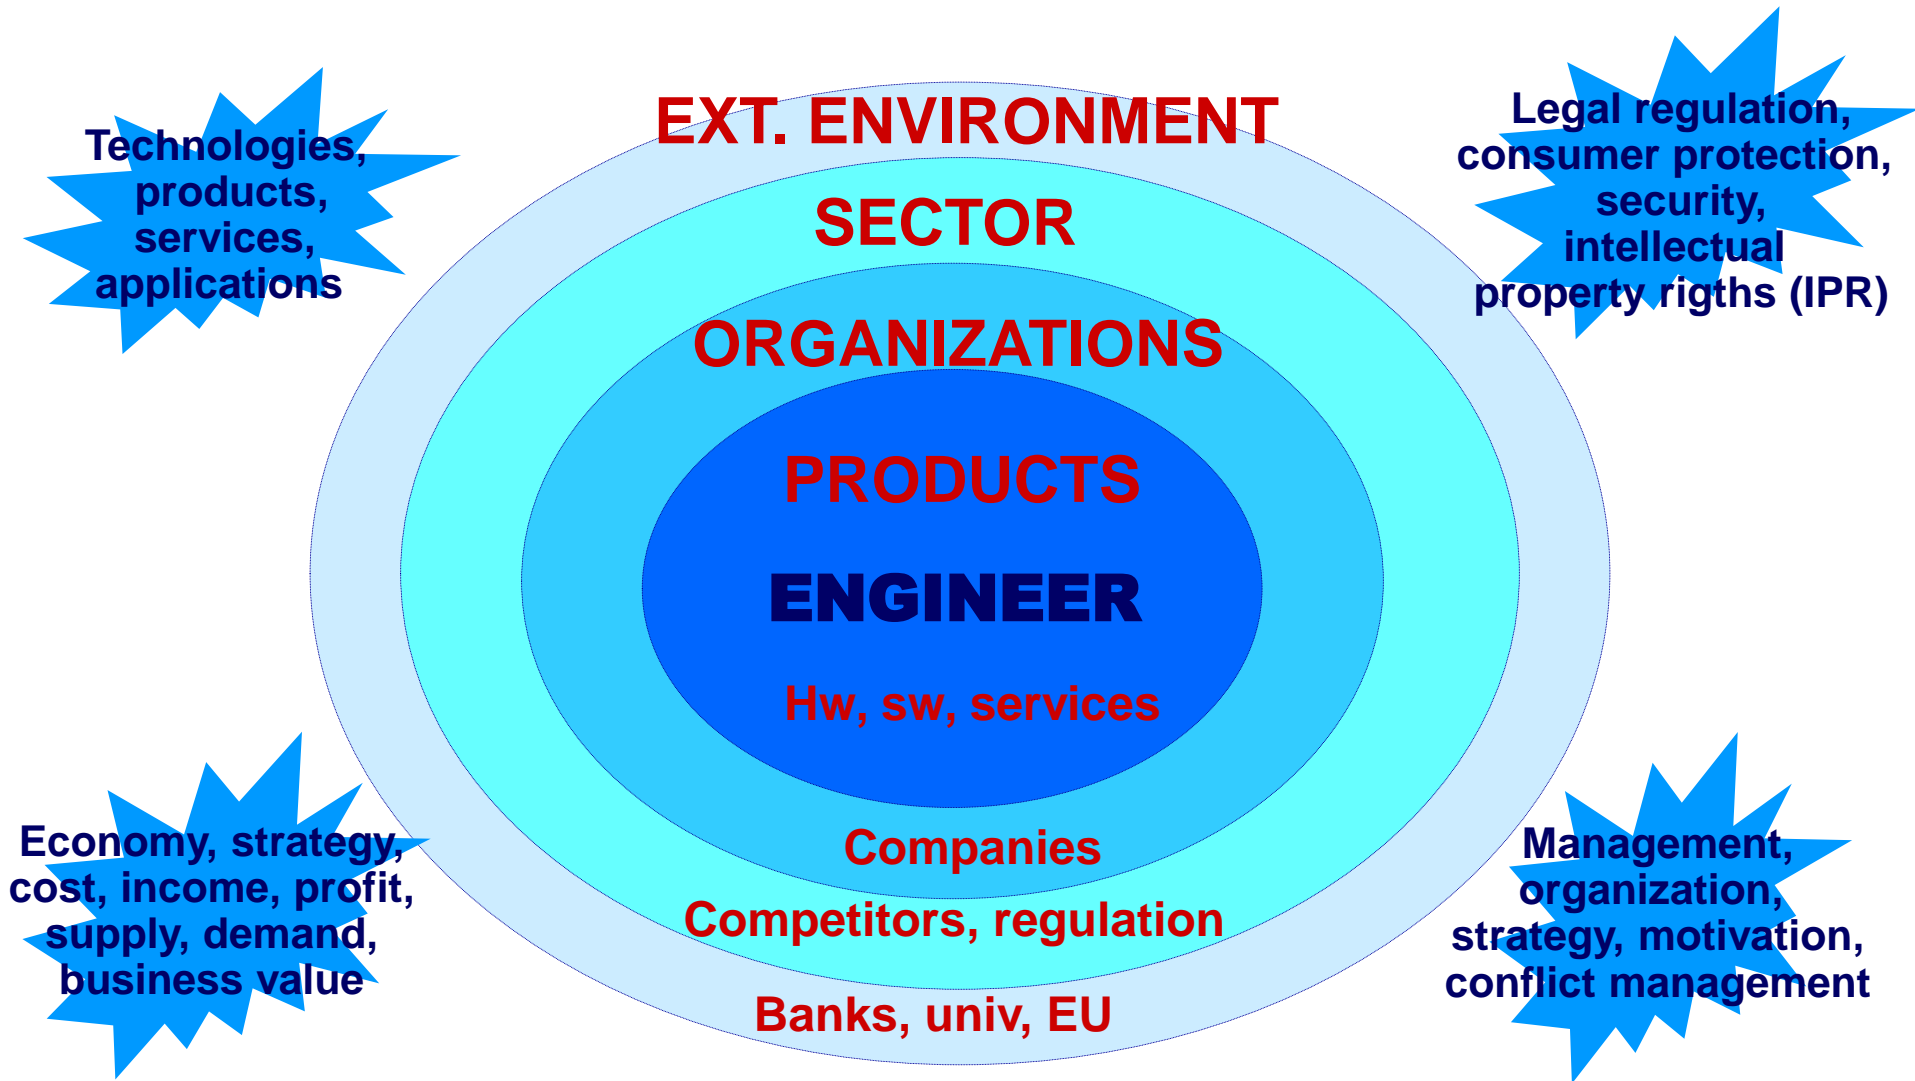 EXT. ENVIRONMENT
SECTOR
ORGANIZATIONS
PRODUCTS
ENGINEER
Hw, sw, services
Companies
Competitors, regulation
Banks, univ, EU
Technologies,
products,
services,
applications
Legal regulation,
consumer protection,
security,
intellectual
property rigths (IPR)
Economy, strategy,
cost, income, profit,
supply, demand,
business value
Management,
organization,
strategy, motivation,
conflict management